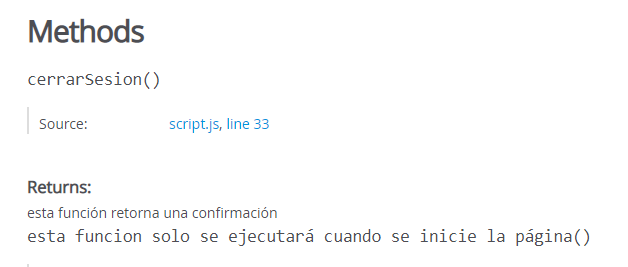 Methods
cerrarSesion()
Source: script.js, line 33
Returns:
esta función retorna una confirmación
esta funcion solo se ejecutará cuando se inicie la página()